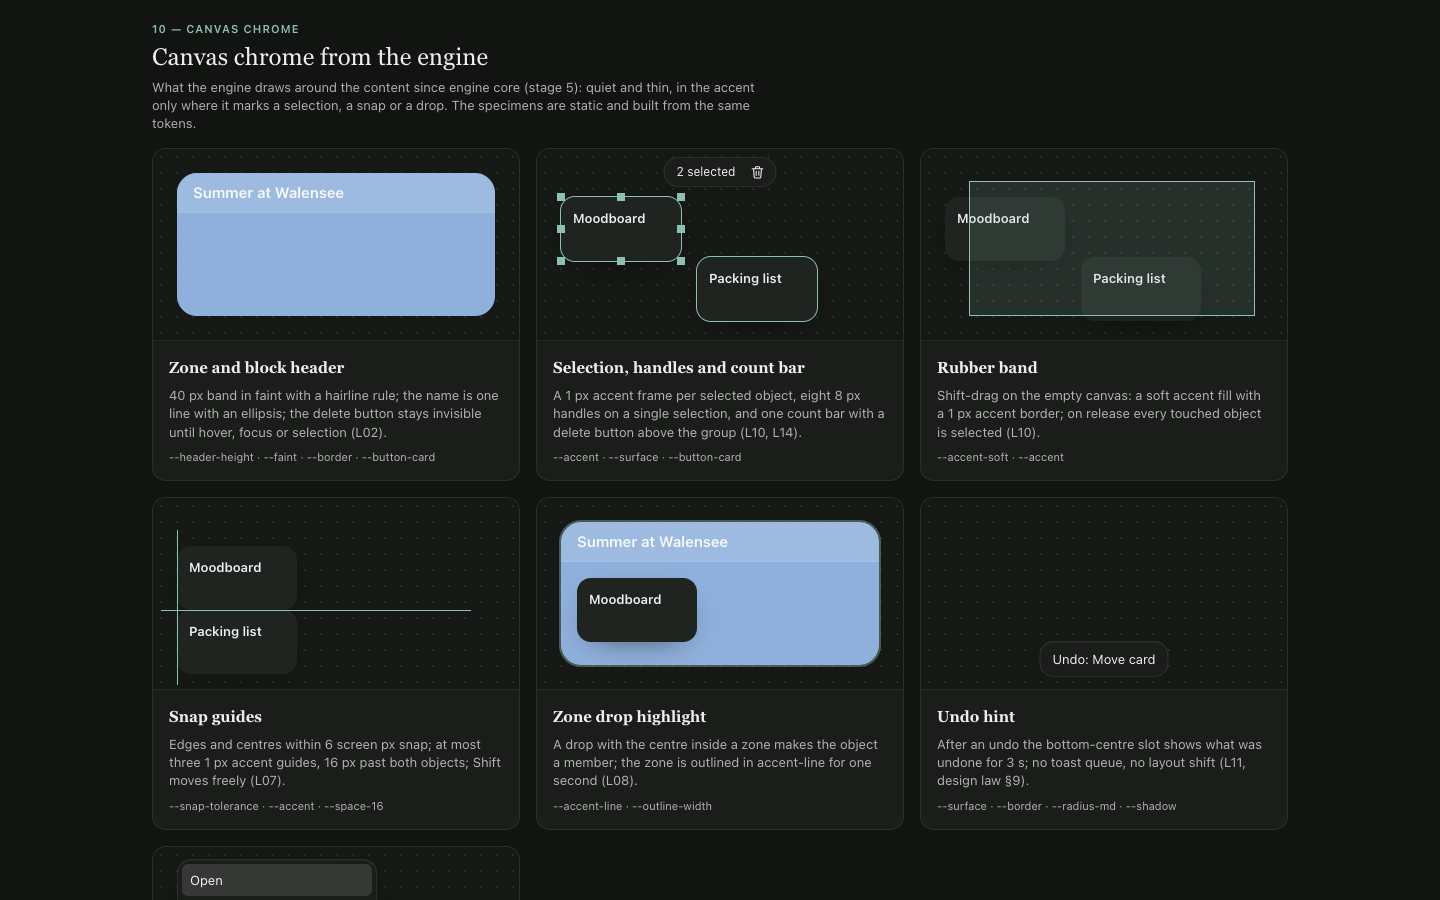 10 — CANVAS CHROME
Canvas chrome from the engine
What the engine draws around the content since engine core (stage 5): quiet and thin, in the accent
only where it marks a selection, a snap or a drop. The specimens are static and built from the same
tokens.
Summer at Walensee
Zone and block header
40 px band in faint with a hairline rule; the name is one
line with an ellipsis; the delete button stays invisible
until hover, focus or selection (L02).
--header-height · --faint · --border · --button-card
2 selected
Moodboard
Packing list
Selection, handles and count bar
A 1 px accent frame per selected object, eight 8 px
handles on a single selection, and one count bar with a
delete button above the group (L10, L14).
--accent · --surface · --button-card
Moodboard
Packing list
Rubber band
Shift-drag on the empty canvas: a soft accent fill with
a 1 px accent border; on release every touched object
is selected (L10).
--accent-soft · --accent
Moodboard
Packing list
Snap guides
Edges and centres within 6 screen px snap; at most
three 1 px accent guides, 16 px past both objects; Shift
moves freely (L07).
--snap-tolerance · --accent · --space-16
Summer at Walensee
Moodboard
Zone drop highlight
A drop with the centre inside a zone makes the object
a member; the zone is outlined in accent-line for one
second (L08).
--accent-line · --outline-width
Undo: Move card
Undo hint
After an undo the bottom-centre slot shows what was
undone for 3 s; no toast queue, no layout shift (L11,
design law §9).
--surface · --border · --radius-md · --shadow
Open